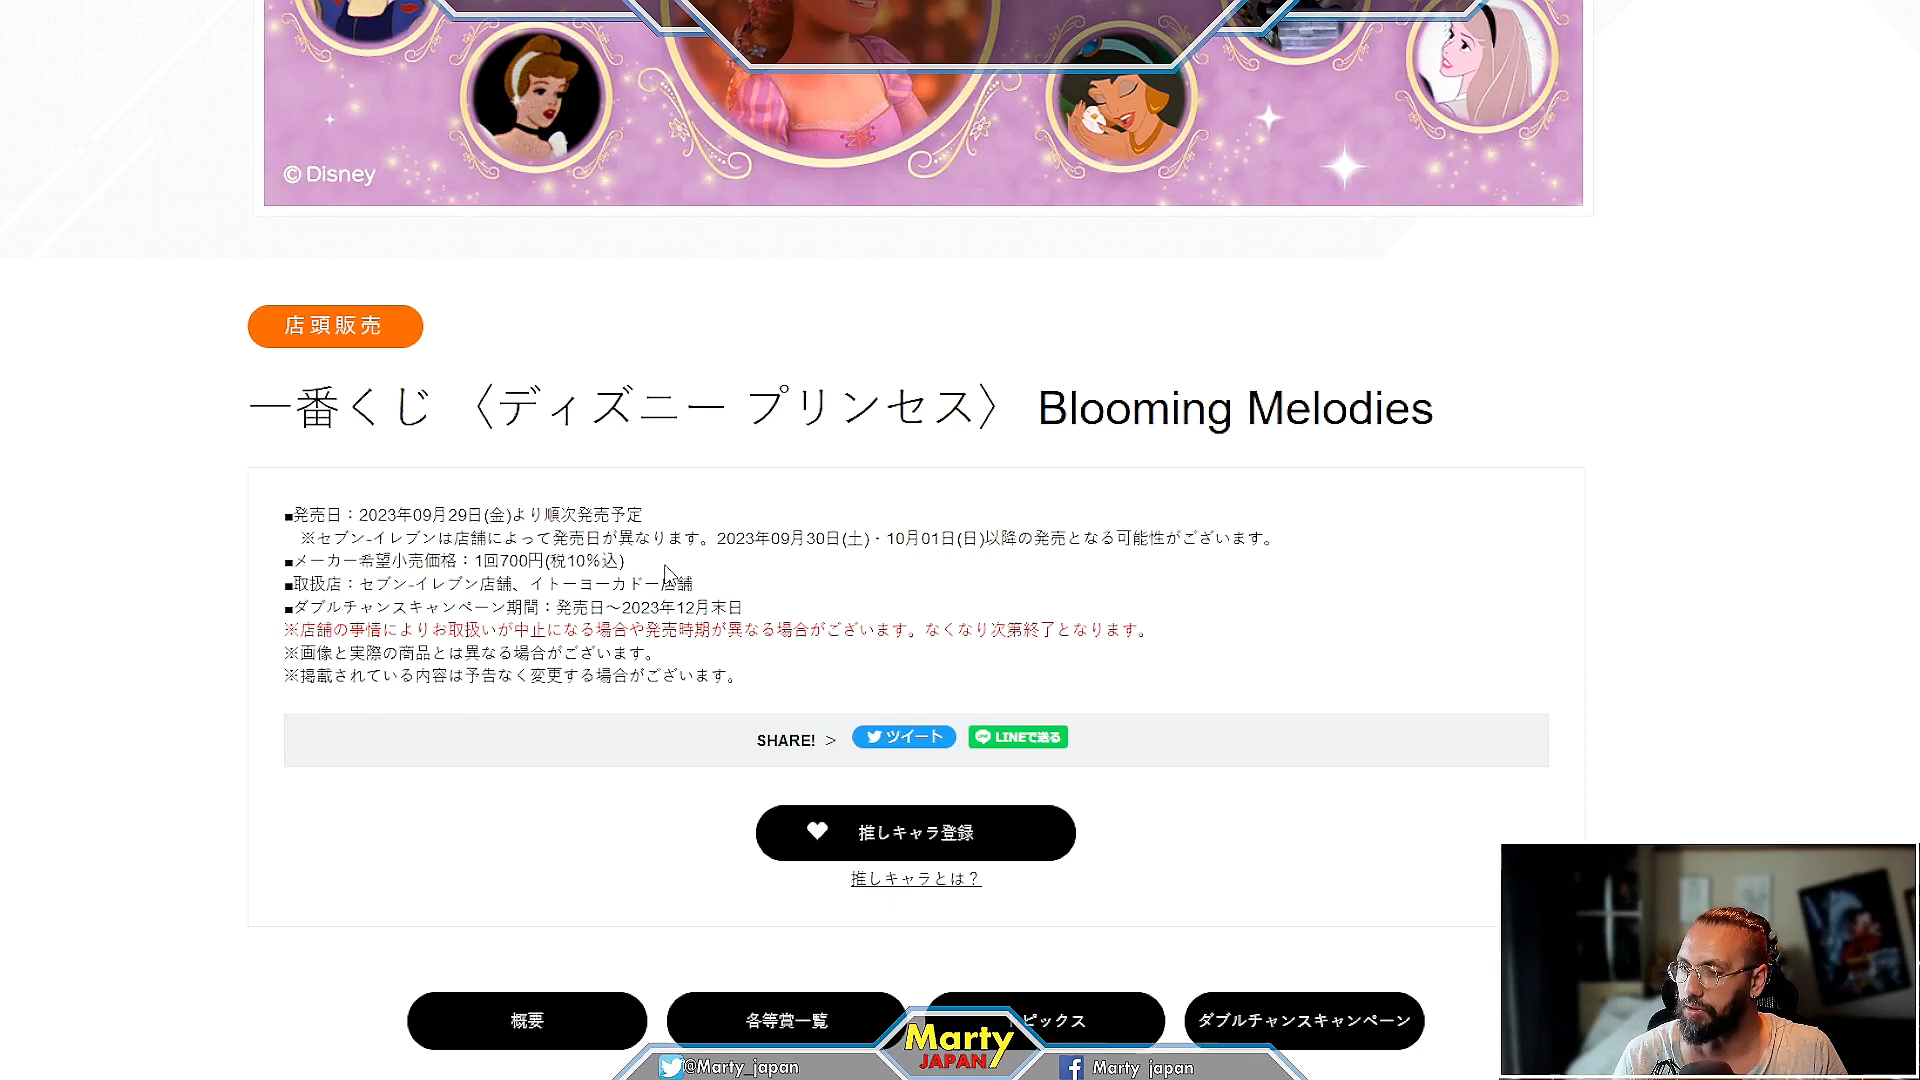 © Disney
店頭販売
一番くじ 〈ディズニー プリンセス〉 Blooming Melodies
■発売日：2023年09月29日(金)より順次発売予定
※セブン-イレブンは店舗によって発売日が異なります。2023年09月30日(土)・10月01日(日)以降の発売となる可能性がございます。
■メーカー希望小売価格：1回700円(税10％込)
■取扱店：セブン-イレブン店舗、イトーヨーカドー店舗
■ダブルチャンスキャンペーン期間：発売日～2023年12月末日
※店舗の事情によりお取扱いが中止になる場合や発売時期が異なる場合がございます。なくなり次第終了となります。
※画像と実際の商品とは異なる場合がございます。
※掲載されている内容は予告なく変更する場合がございます。
SHARE! > ツイート LINEで送る
推しキャラ登録
推しキャラとは？
概要 各等賞一覧 ピックス ダブルチャンスキャンペーン
Marty
JAPAN
@Marty_japan Marty japan